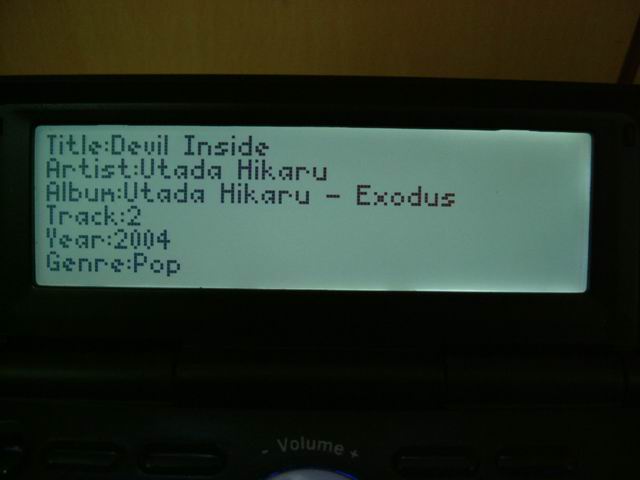 Title:Devil Inside
Artist:Utada Hikaru
Album:Utada Hikaru - Exodus
Track:2
Year:2004
Genre:Pop
- Volume +